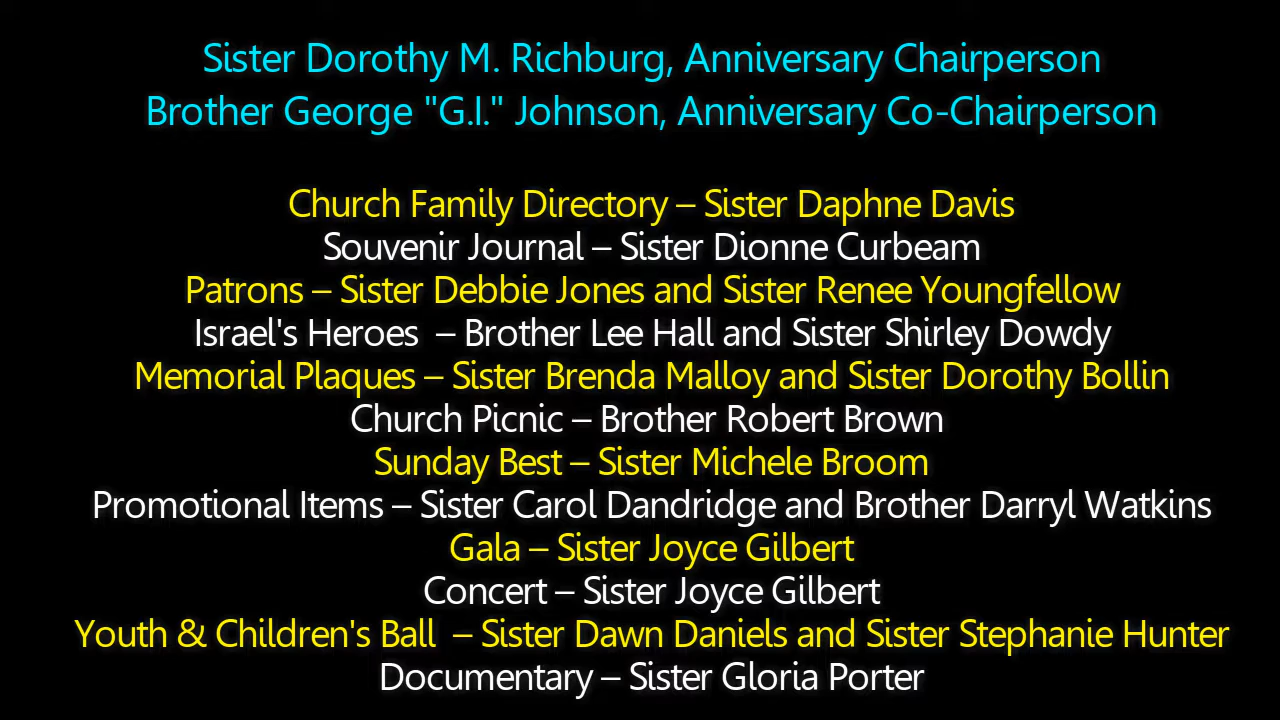 Sister Dorothy M. Richburg, Anniversary Chairperson
Brother George "G.I." Johnson, Anniversary Co-Chairperson
Church Family Directory – Sister Daphne Davis
Souvenir Journal – Sister Dionne Curbeam
Patrons – Sister Debbie Jones and Sister Renee Youngfellow
Israel's Heroes – Brother Lee Hall and Sister Shirley Dowdy
Memorial Plaques – Sister Brenda Malloy and Sister Dorothy Bollin
Church Picnic – Brother Robert Brown
Sunday Best – Sister Michele Broom
Promotional Items – Sister Carol Dandridge and Brother Darryl Watkins
Gala – Sister Joyce Gilbert
Concert – Sister Joyce Gilbert
Youth & Children's Ball – Sister Dawn Daniels and Sister Stephanie Hunter
Documentary – Sister Gloria Porter